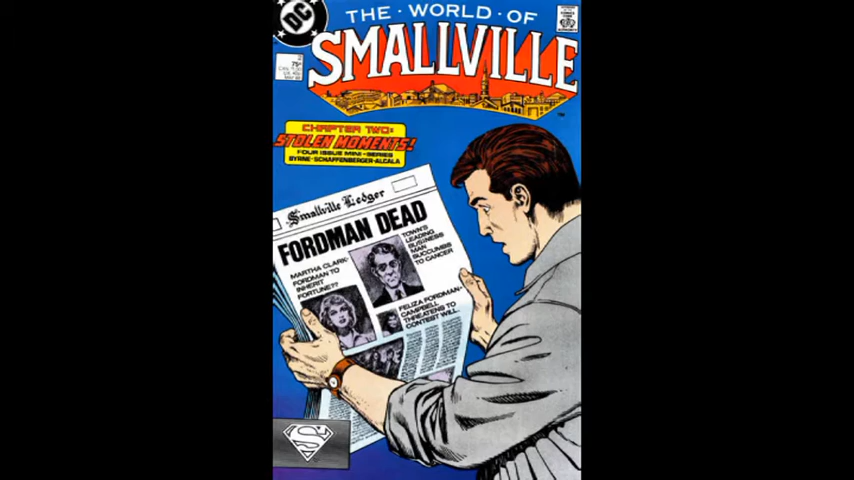 DC
THE · WORLD · OF
SMALLVILLE
75¢
CHAPTER TWO:
STOLEN MOMENTS!
FOUR ISSUE MINI-SERIES
BYRNE-SCHAFFENBERGER-ALCALA
Smallville Ledger
FORDMAN DEAD
MARTHA CLARK-
FORDMAN TO
INHERIT
FORTUNE??
TOWN'S
LEADING
BUSINESS
MAN
SUCCUMBS
TO CANCER
FELIZA FORDMAN-
CAMPBELL
THREATENS TO
CONTEST WILL.
S